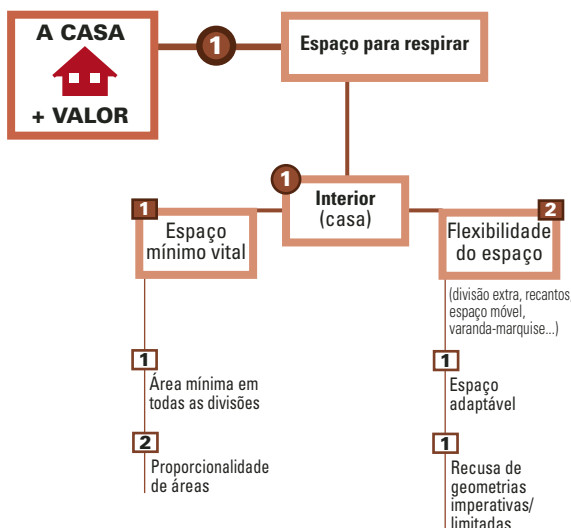 A CASA
+ VALOR
1
Espaço para respirar
1
Interior
(casa)
1
Espaço
mínimo vital
2
Flexibilidade
do espaço
(divisão extra, recantos,
espaço móvel,
varanda-marquise...)
1
Área mínima em
todas as divisões
2
Proporcionalidade
de áreas
1
Espaço
adaptável
1
Recusa de
geometrias
imperativas/
limitadas